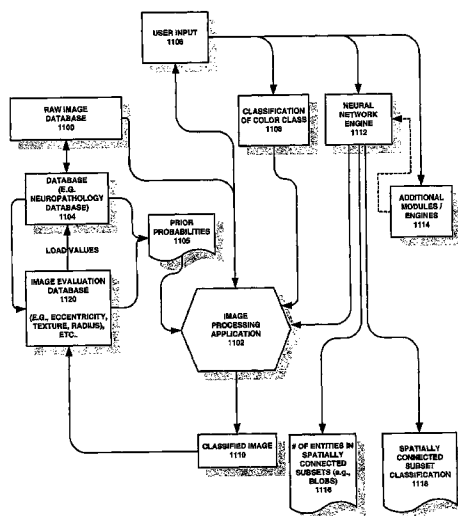 USER INPUT
1106
RAW IMAGE
DATABASE
1100
CLASSIFICATION
OF COLOR CLASS
1108
NEURAL
NETWORK
ENGINE
1112
DATABASE
(E.G.
NEUROPATHOLOGY
DATABASE)
1104
PRIOR
PROBABILITIES
1105
ADDITIONAL
MODULES /
ENGINES
1114
LOAD VALUES
IMAGE EVALUATION
DATABASE
1120
(E.G., ECCENTRICITY,
TEXTURE, RADIUS),
ETC..
IMAGE
PROCESSING
APPLICATION
1102
CLASSIFIED IMAGE
1110
# OF ENTITIES IN
SPATIALLY
CONNECTED
SUBSETS (e.g.,
BLOBS)
1116
SPATIALLY
CONNECTED
SUBSET
CLASSIFICATION
1118